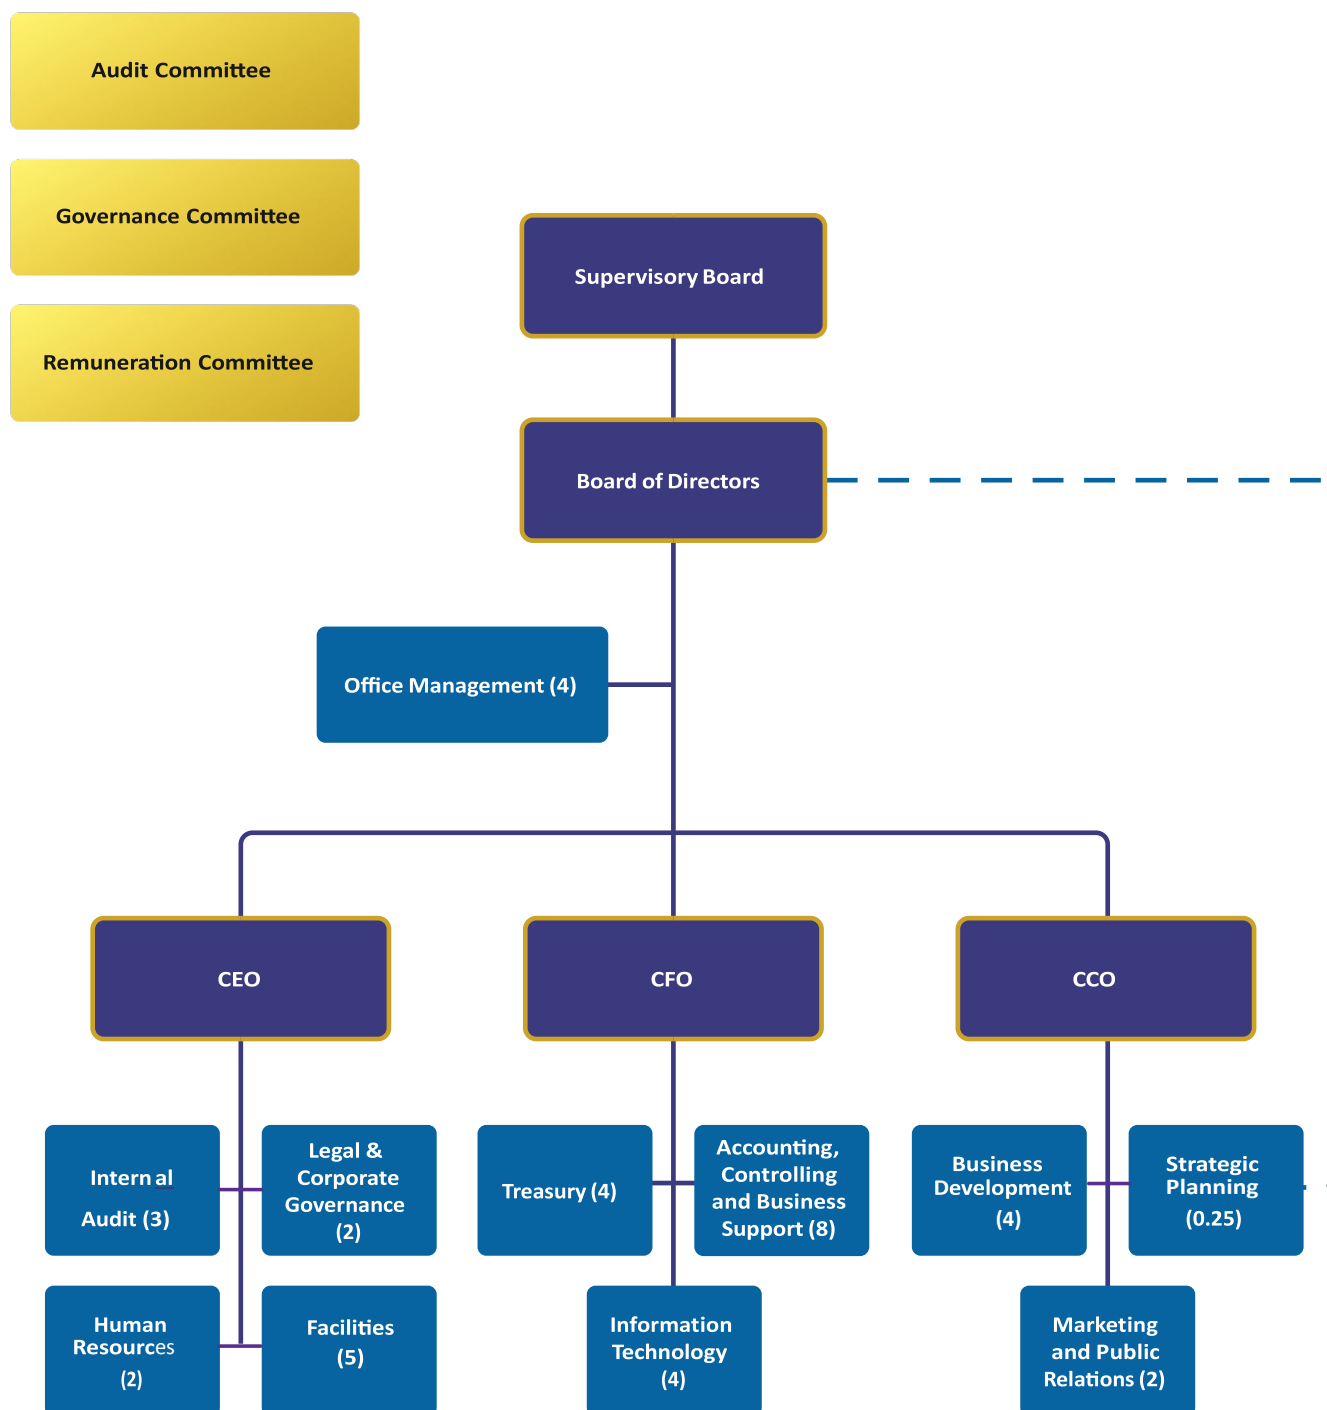 Audit Committee
Governance Committee
Remuneration Committee
Supervisory Board
Board of Directors
Office Management (4)
CEO
CFO
CCO
Internal
Audit (3)
Legal &
Corporate
Governance
(2)
Human
Resources
(2)
Facilities
(5)
Treasury (4)
Accounting,
Controlling
and Business
Support (8)
Information
Technology
(4)
Business
Development
(4)
Strategic
Planning
(0.25)
Marketing
and Public
Relations (2)